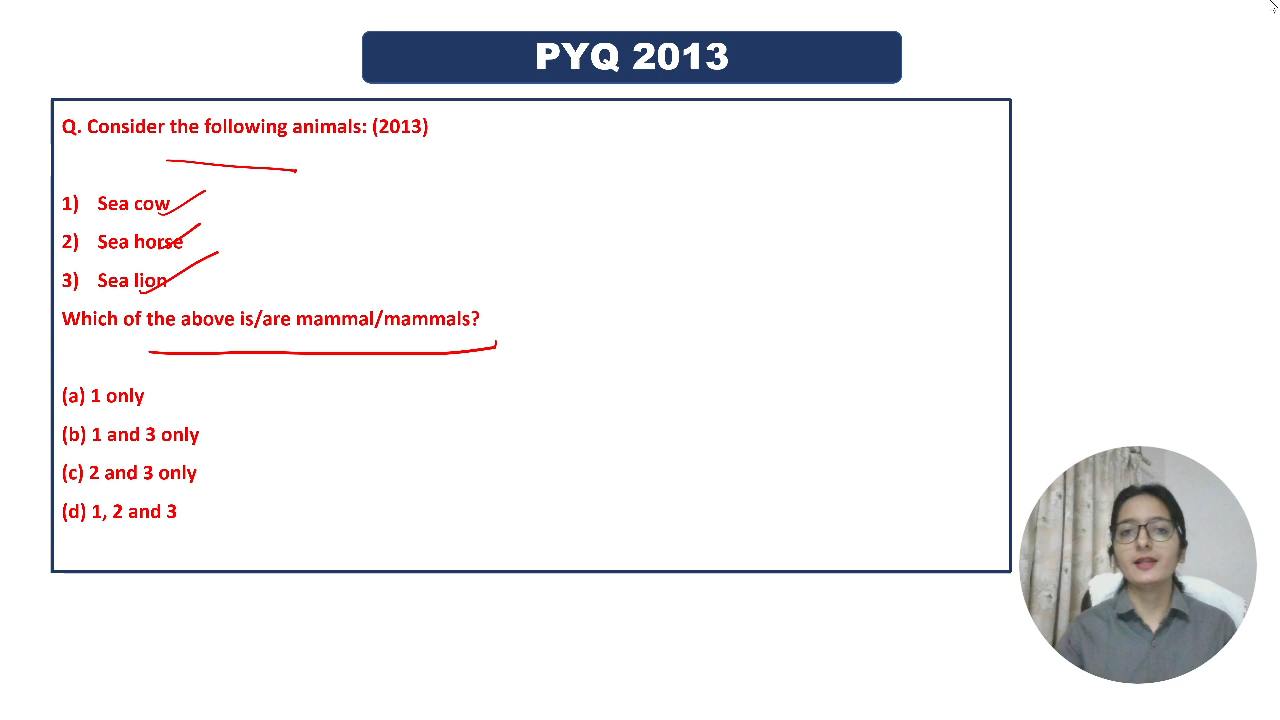 PYQ 2013
Q. Consider the following animals: (2013)
1) Sea cow
2) Sea horse
3) Sea lion
Which of the above is/are mammal/mammals?
(a) 1 only
(b) 1 and 3 only
(c) 2 and 3 only
(d) 1, 2 and 3